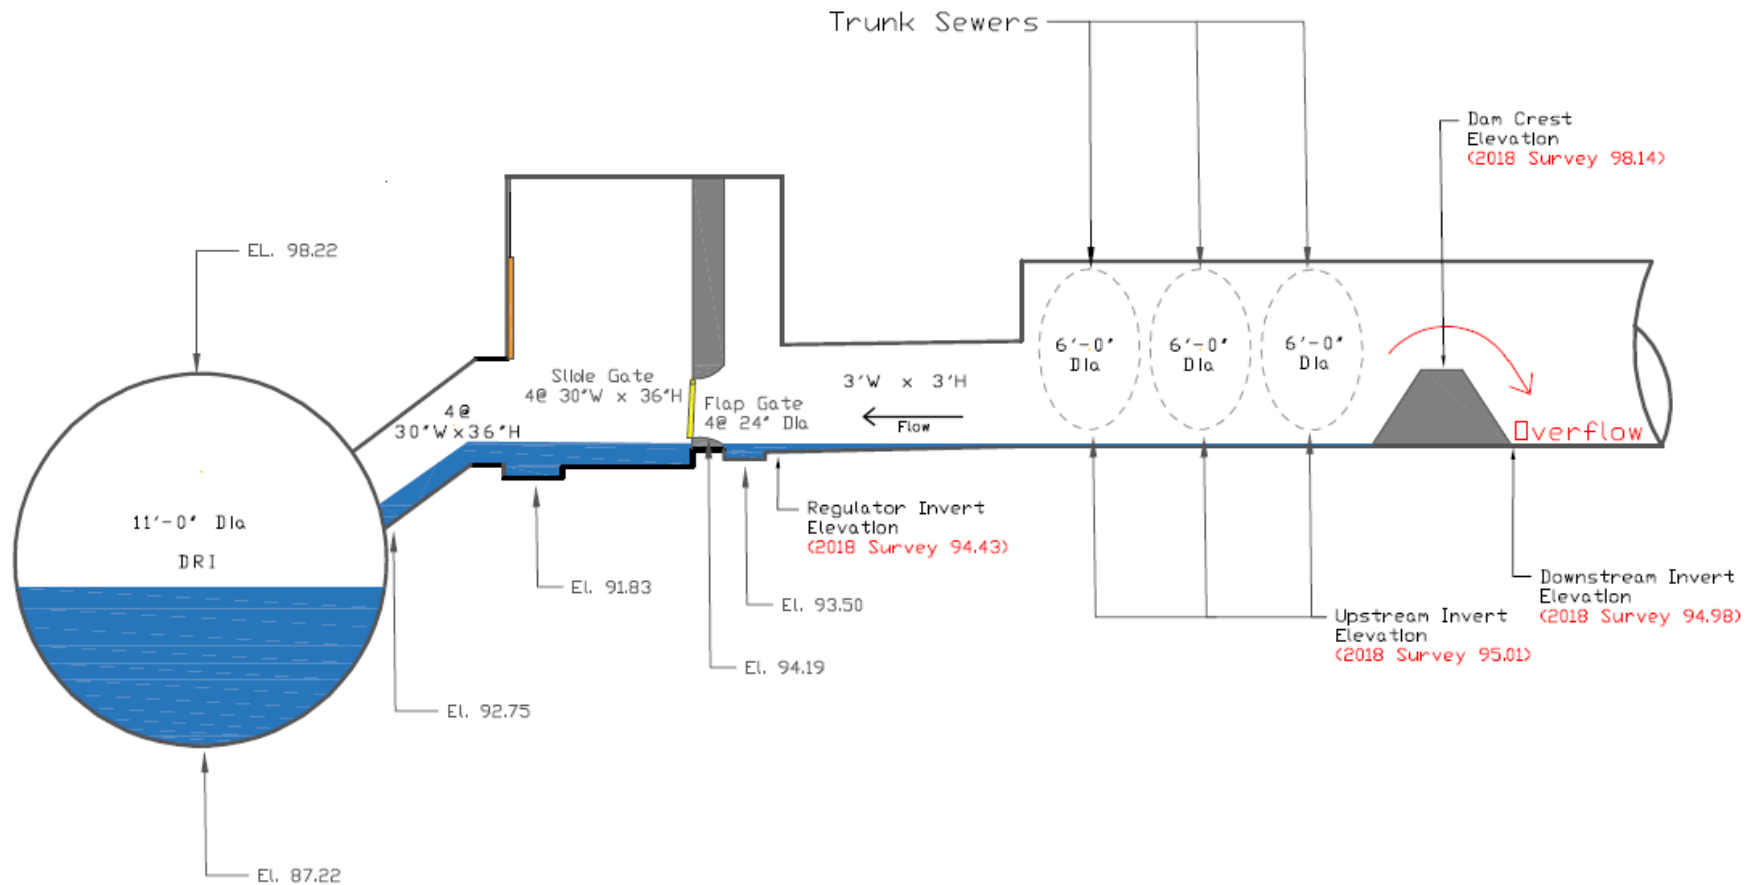 Trunk Sewers
Dam Crest
Elevation
(2018 Survey 98.14)
EL. 98.22
6'-0" Dia
6'-0" Dia
6'-0" Dia
Slide Gate
4@ 30"W x 36"H
3'W x 3'H
Flap Gate
4@ 24" Dia
Flow
4@
30"Wx36"H
Overflow
11'-0" Dia
DRI
Regulator Invert
Elevation
(2018 Survey 94.43)
El. 91.83
El. 93.50
Downstream Invert
Elevation
(2018 Survey 94.98)
Upstream Invert
Elevation
(2018 Survey 95.01)
El. 94.19
El. 92.75
El. 87.22